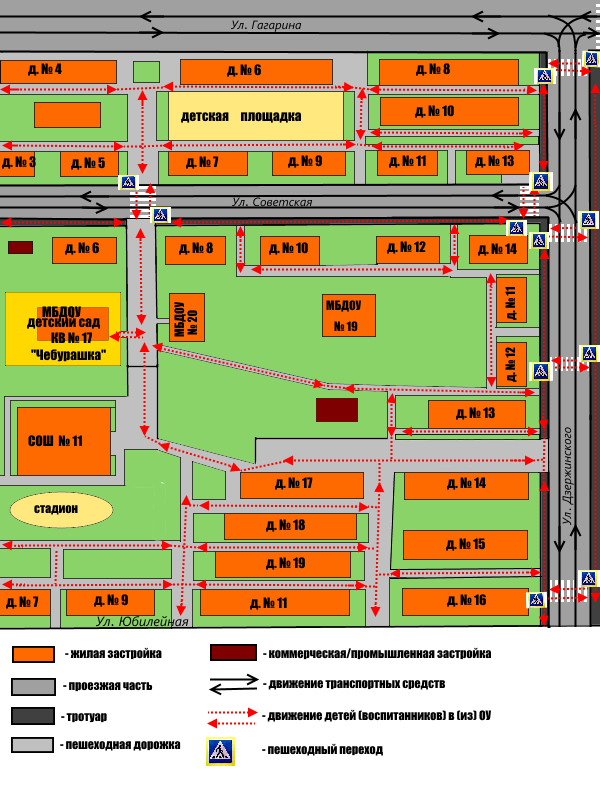 Ул. Гагарина
д. № 4
д. № 6
д. № 8
д. № 10
детская площадка
д. № 3
д. № 5
д. № 7
д. № 9
д. № 11
д. № 13
Ул. Советская
д. № 6
д. № 8
д. № 10
д. № 12
д. № 14
д. № 11
МБДОУ
детский сад
КВ № 17
"Чебурашка"
МБДОУ
№ 20
МБДОУ
№ 19
д. № 12
д. № 13
СОШ № 11
Ул. Дзержинского
д. № 17
д. № 14
стадион
д. № 18
д. № 15
д. № 19
д. № 7
д. № 9
д. № 11
д. № 16
Ул. Юбилейная
- жилая застройка
- коммерческая/промышленная застройка
- проезжая часть
- движение транспортных средств
- тротуар
- движение детей (воспитанников) в (из) ОУ
- пешеходная дорожка
- пешеходный переход